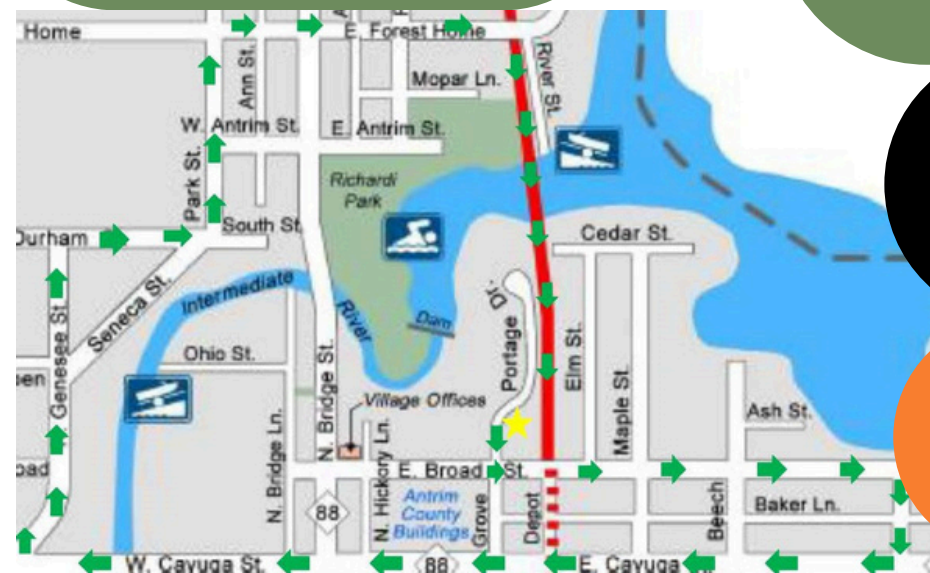 Home
E. Forest Home
River St.
Ann St.
Mopar Ln.
W. Antrim St.
E. Antrim St.
Park St.
Richardi
Park
South St.
Durham
Cedar St.
Intermediate
River
Dam
Seneca St.
Genesee St.
Portage Dr.
Elm St.
Maple St.
Ohio St.
N. Bridge St.
Village Offices
Ash St.
N. Bridge Ln.
N. Hickory Ln.
E. Broad St.
Antrim
County
Buildings
Grove
Depot
Beech
Baker Ln.
88
W. Cayuga St.
88
E. Cayuga St.